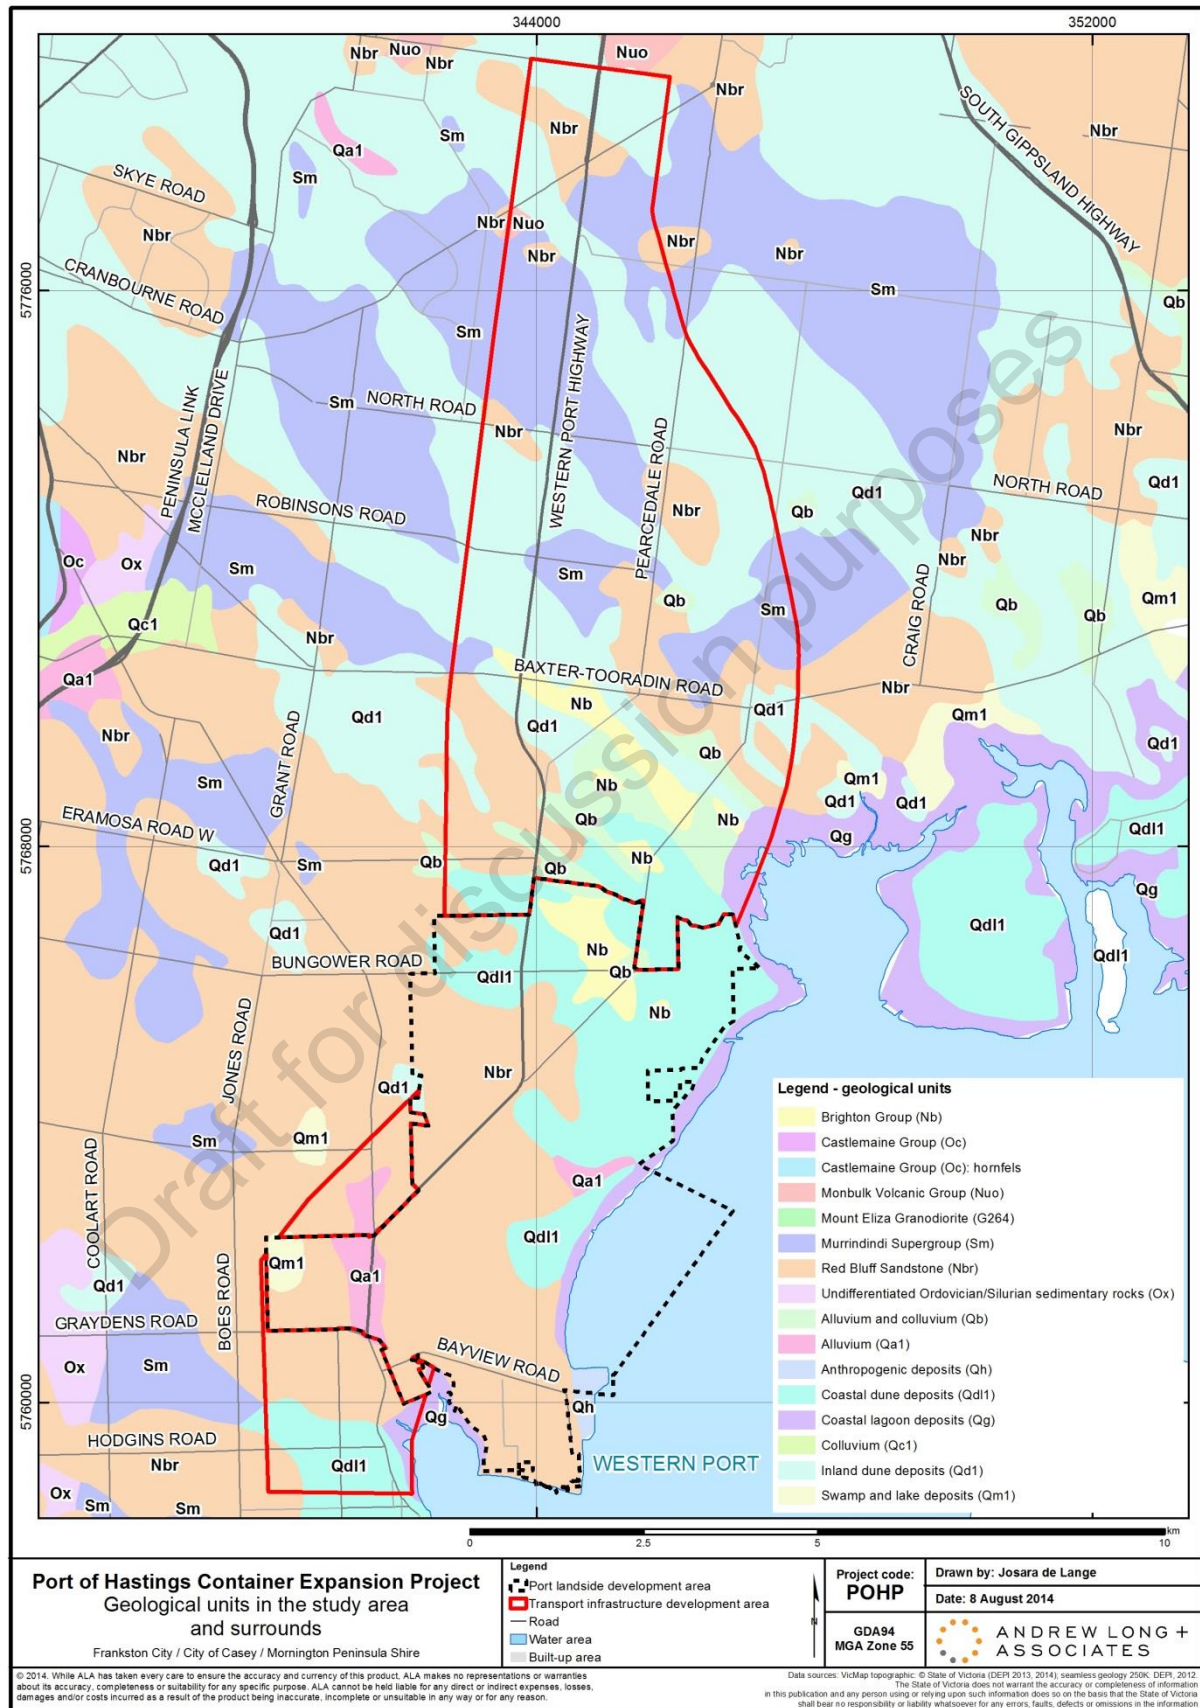 344000
352000
Nbr
Nuo
Nbr
Nuo
Nbr
SOUTH GIPPSLAND HIGHWAY
Nbr
Sm
Nbr
Qa1
Sm
SKYE ROAD
Nbr
Nbr
Nuo
Nbr
Nbr
Nbr
CRANBOURNE ROAD
5776000
Sm
Qb
Sm
WESTERN PORT HIGHWAY
PENINSULA LINK
MCCLELLAND DRIVE
Sm
NORTH ROAD
Nbr
Nbr
Nbr
PEARCEDALE ROAD
Qd1
Qd1
NORTH ROAD
ROBINSONS ROAD
Nbr
Qb
Nbr
Nbr
Oc
Ox
Sm
Sm
Qb
Sm
CRAIG ROAD
Qb
Qb
Qm1
Qc1
Nbr
Qa1
BAXTER-TOORADIN ROAD
Nbr
Nb
Qd1
Qd1
Qd1
Qm1
Nbr
GRANT ROAD
Qb
Qd1
Sm
Nb
Qm1
Qd1
Qd1
ERAMOSA ROAD W
Qb
Nb
Qg
Qdl1
5768000
Qd1
Sm
Qb
Qb
Nb
Qg
Qd1
Nb
Qdl1
BUNGOWER ROAD
Qdl1
Qb
Qdl1
Nb
JONES ROAD
Qd1
Nbr
Sm
Qm1
COOLART ROAD
Qa1
Qdl1
Qm1
Qa1
Qd1
BOES ROAD
GRAYDENS ROAD
Ox
Sm
BAYVIEW ROAD
5760000
Qg
Qh
HODGINS ROAD
Nbr
Qdl1
WESTERN PORT
Ox
Sm
Sm
Draft for discussion purposes
Legend - geological units
Brighton Group (Nb)
Castlemaine Group (Oc)
Castlemaine Group (Oc): hornfels
Monbulk Volcanic Group (Nuo)
Mount Eliza Granodiorite (G264)
Murrindindi Supergroup (Sm)
Red Bluff Sandstone (Nbr)
Undifferentiated Ordovician/Silurian sedimentary rocks (Ox)
Alluvium and colluvium (Qb)
Alluvium (Qa1)
Anthropogenic deposits (Qh)
Coastal dune deposits (Qdl1)
Coastal lagoon deposits (Qg)
Colluvium (Qc1)
Inland dune deposits (Qd1)
Swamp and lake deposits (Qm1)
0 2.5 5 10 km
Port of Hastings Container Expansion Project
Geological units in the study area
and surrounds
Frankston City / City of Casey / Mornington Peninsula Shire
Legend
Port landside development area
Transport infrastructure development area
Road
Water area
Built-up area
N
Project code:
POHP
GDA94
MGA Zone 55
Drawn by: Josara de Lange
Date: 8 August 2014
ANDREW LONG +
ASSOCIATES
© 2014. While ALA has taken every care to ensure the accuracy and currency of this product, ALA makes no representations or warranties
about its accuracy, completeness or suitability for any specific purpose. ALA cannot be held liable for any direct or indirect expenses, losses,
damages and/or costs incurred as a result of the product being inaccurate, incomplete or unsuitable in any way or for any reason.
Data sources: VicMap topographic: © State of Victoria (DEPI 2013, 2014); seamless geology 250K: DEPI, 2012.
The State of Victoria does not warrant the accuracy or completeness of information
in this publication and any person using or relying upon such information does so on the basis that the State of Victoria
shall bear no responsibility or liability whatsoever for any errors, faults, defects or omissions in the information